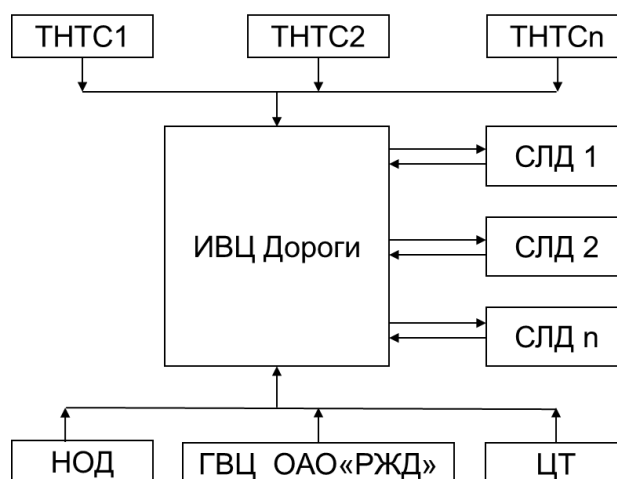 ТНТС1
ТНТС2
ТНТСn
СЛД 1
ИВЦ Дороги
СЛД 2
СЛД n
НОД
ГВЦ ОАО«РЖД»
ЦТ